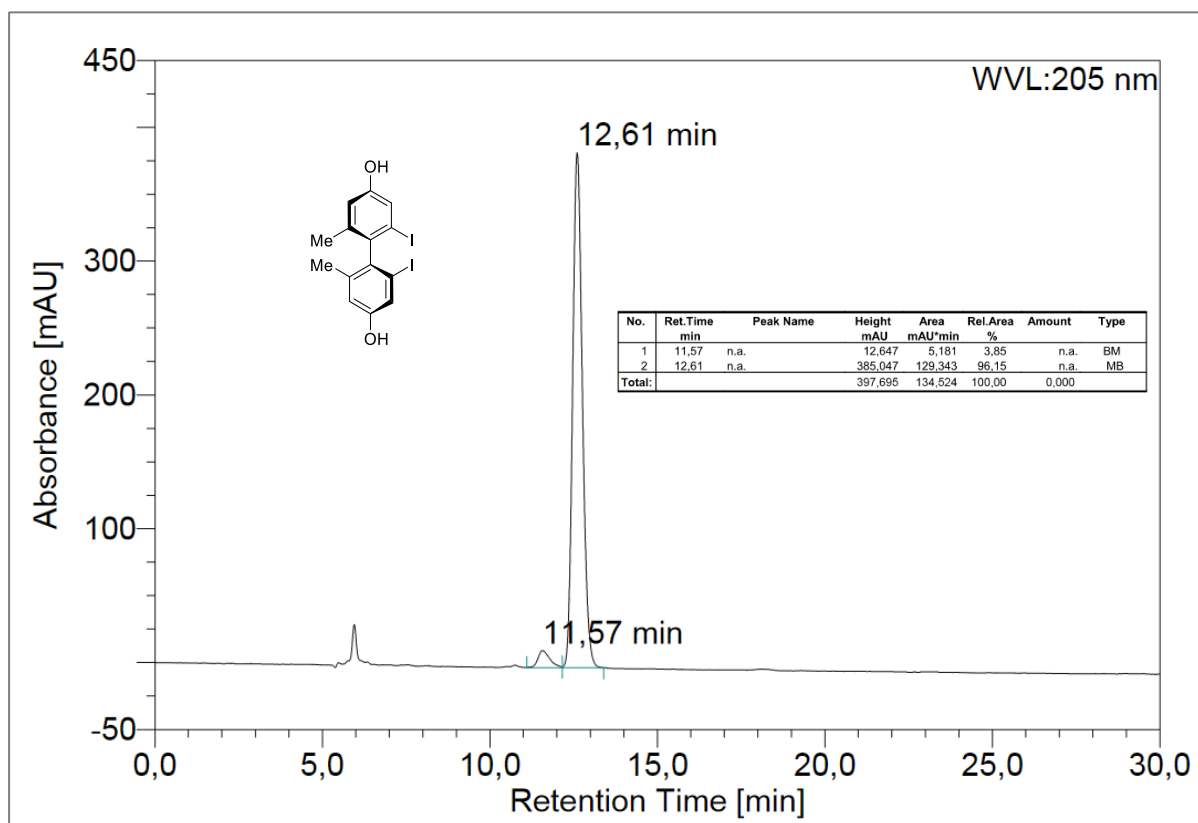 450
WVL:205 nm
12,61 min
OH
Me
I
300
Me
I
OH
No. Ret.Time Peak Name Height Area Rel.Area Amount Type
min mAU mAU*min %
1 11,57 n.a. 12,647 5,181 3,85 n.a. BM
2 12,61 n.a. 385,047 129,343 96,15 n.a. MB
Total: 397,695 134,524 100,00 0,000
200
Absorbance [mAU]
100
11,57 min
-50
0,0 5,0 10,0 15,0 20,0 25,0 30,0
Retention Time [min]